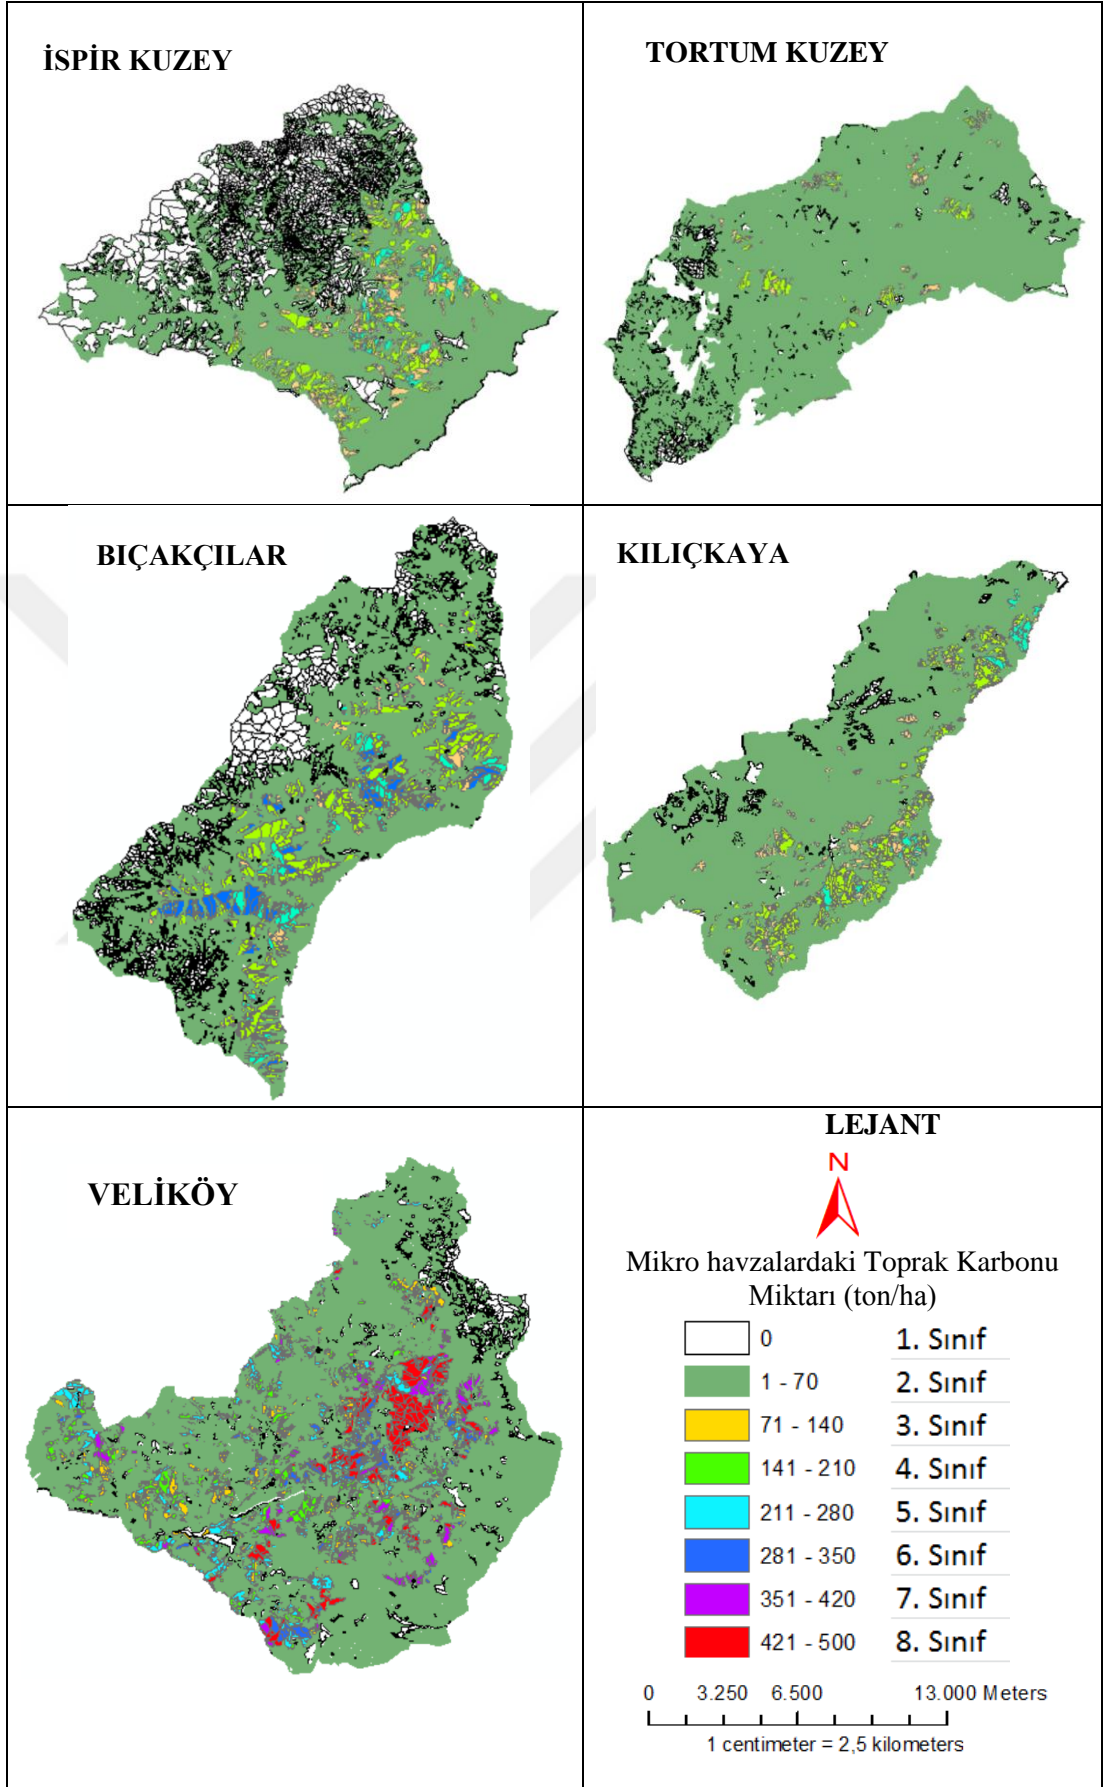 İSPİR KUZEY
TORTUM KUZEY
BIÇAKÇILAR
KILIÇKAYA
VELİKÖY
LEJANT
N
Mikro havzalardaki Toprak Karbonu
Miktarı (ton/ha)
0 1. Sınıf
1 - 70 2. Sınıf
71 - 140 3. Sınıf
141 - 210 4. Sınıf
211 - 280 5. Sınıf
281 - 350 6. Sınıf
351 - 420 7. Sınıf
421 - 500 8. Sınıf
0 3.250 6.500 13.000 Meters
1 centimeter = 2,5 kilometers